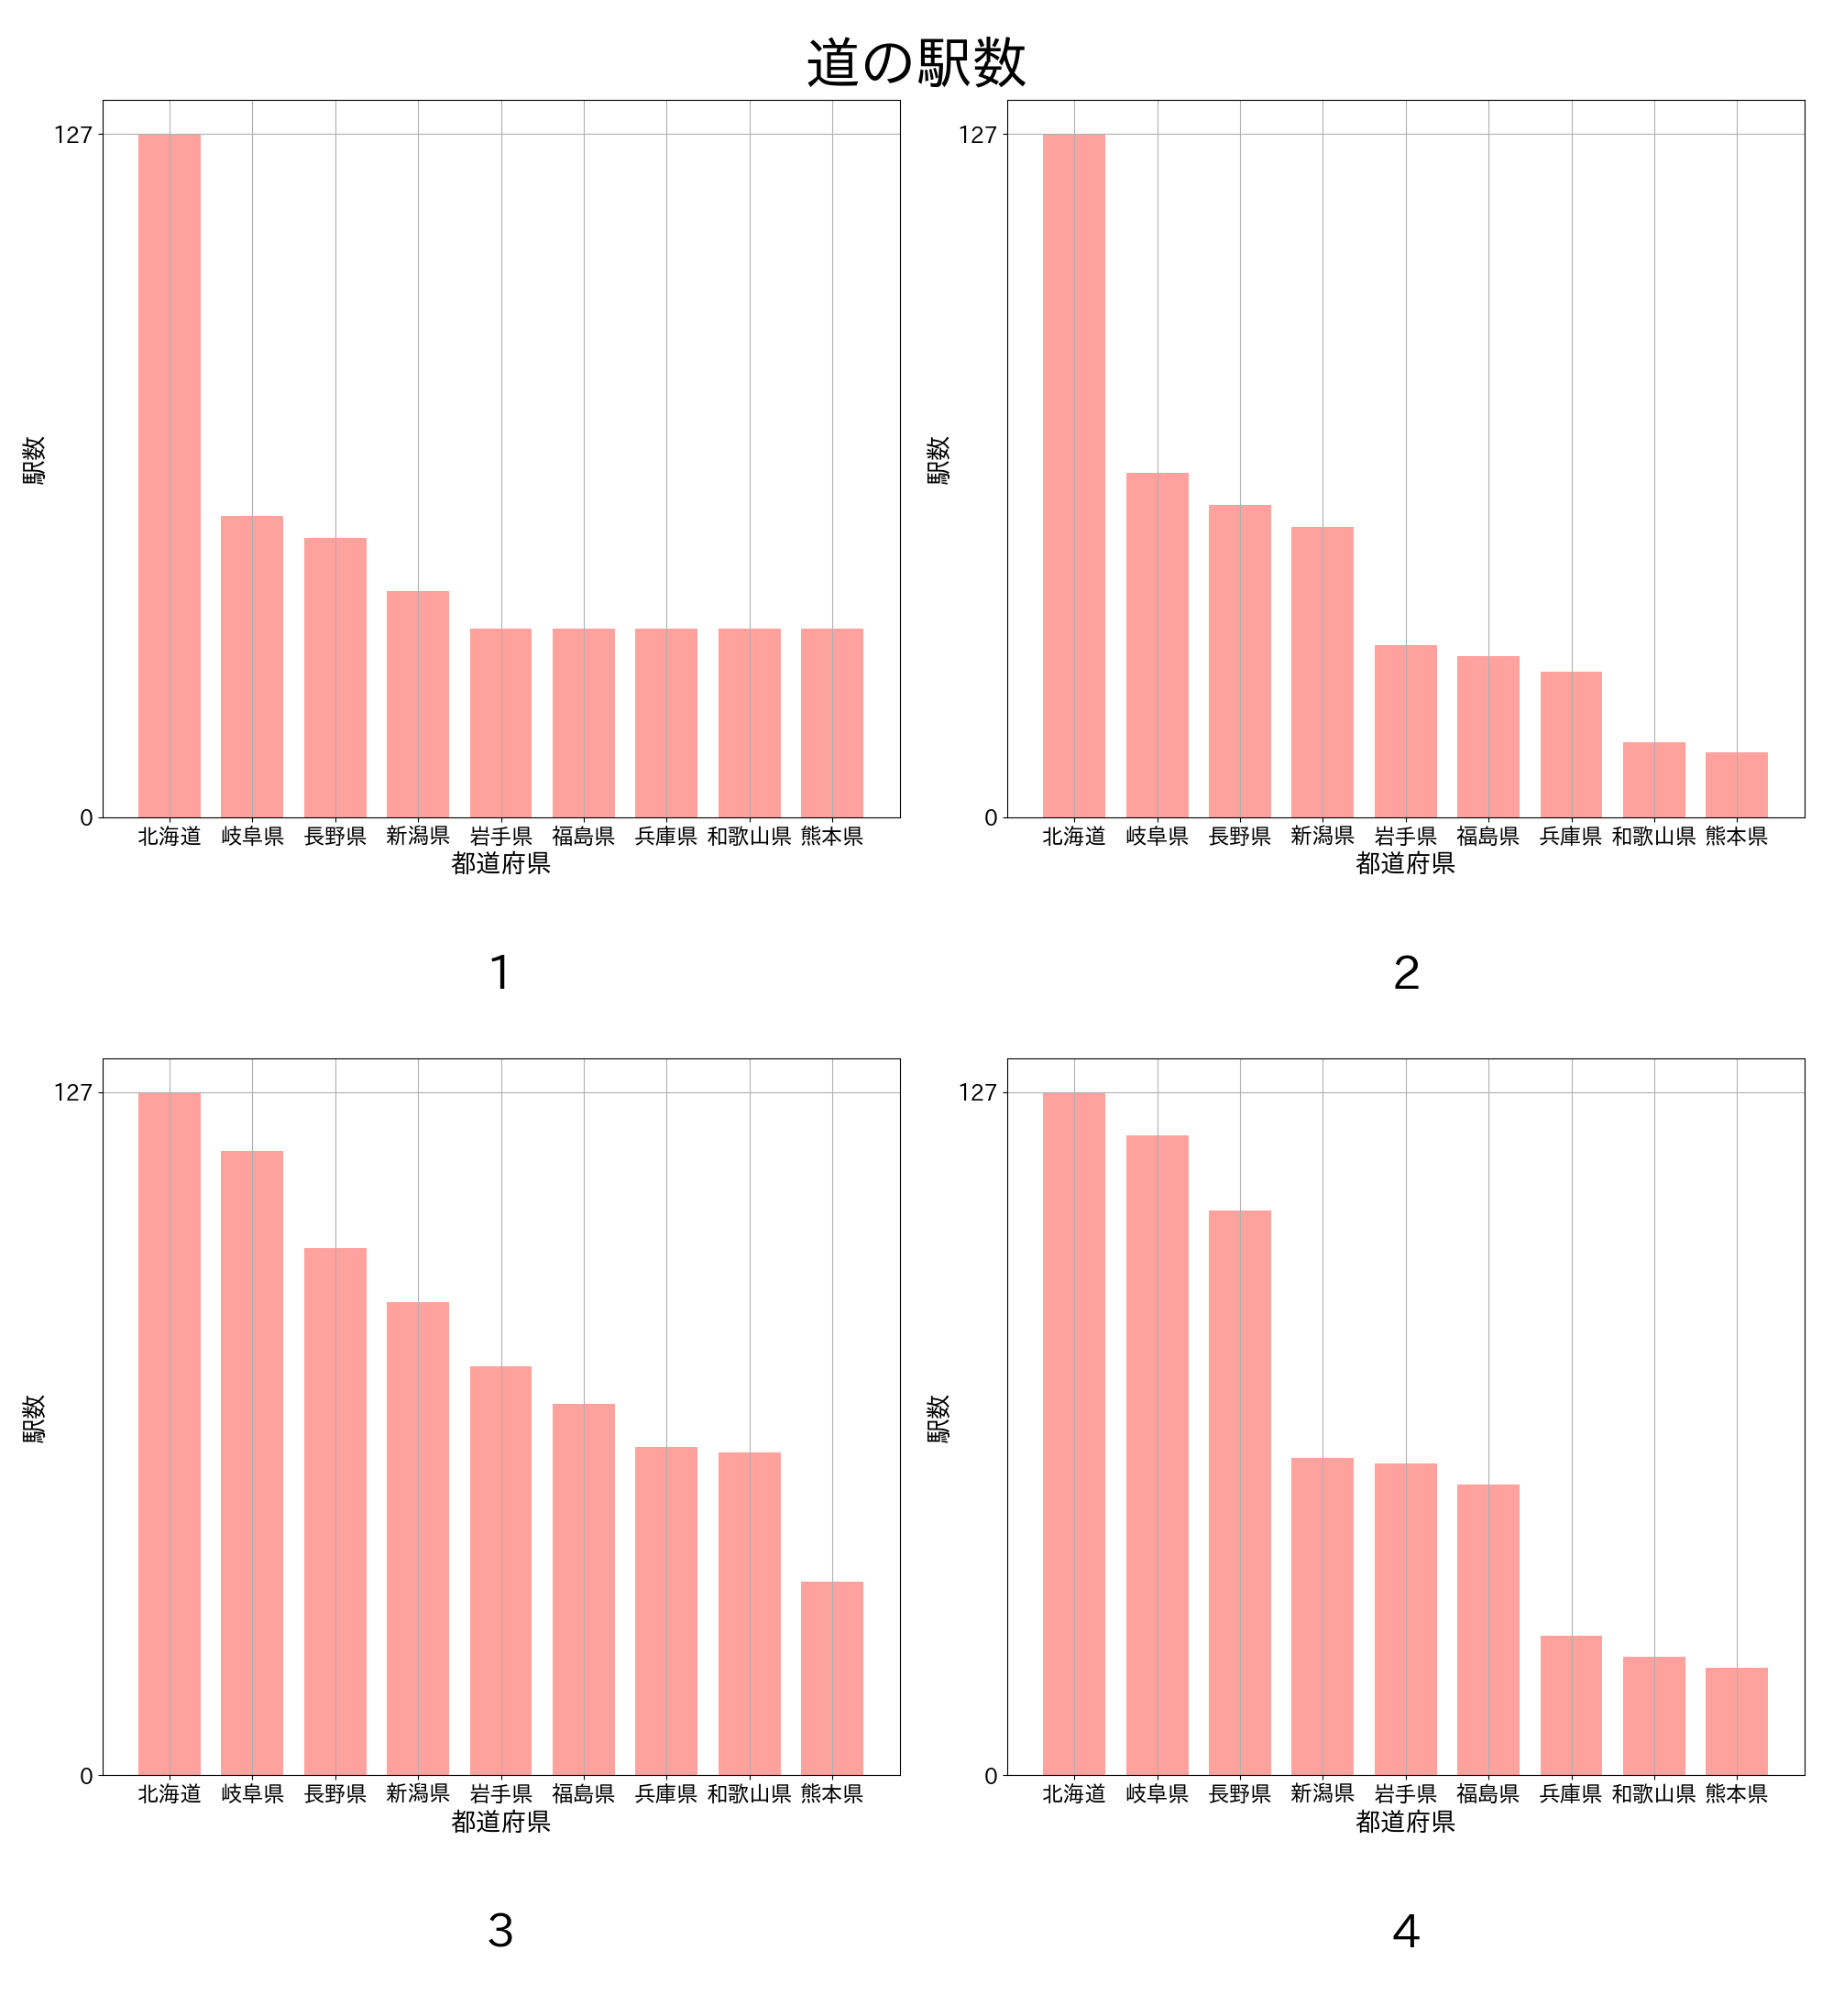 道の駅数
127
0
駅数
北海道 岐阜県 長野県 新潟県 岩手県 福島県 兵庫県 和歌山県 熊本県
都道府県
1
127
0
駅数
北海道 岐阜県 長野県 新潟県 岩手県 福島県 兵庫県 和歌山県 熊本県
都道府県
2
127
0
駅数
北海道 岐阜県 長野県 新潟県 岩手県 福島県 兵庫県 和歌山県 熊本県
都道府県
3
127
0
駅数
北海道 岐阜県 長野県 新潟県 岩手県 福島県 兵庫県 和歌山県 熊本県
都道府県
4